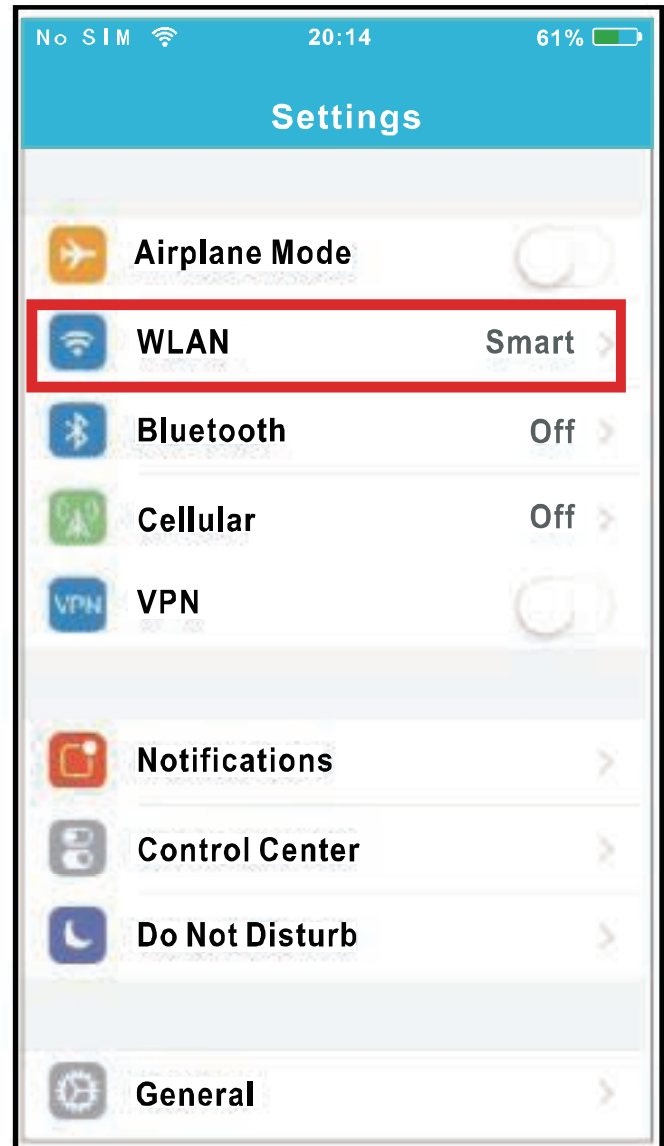 No SIM 20:14 61%
Settings
Airplane Mode
WLAN Smart
Bluetooth Off
Cellular Off
VPN VPN
Notifications
Control Center
Do Not Disturb
General